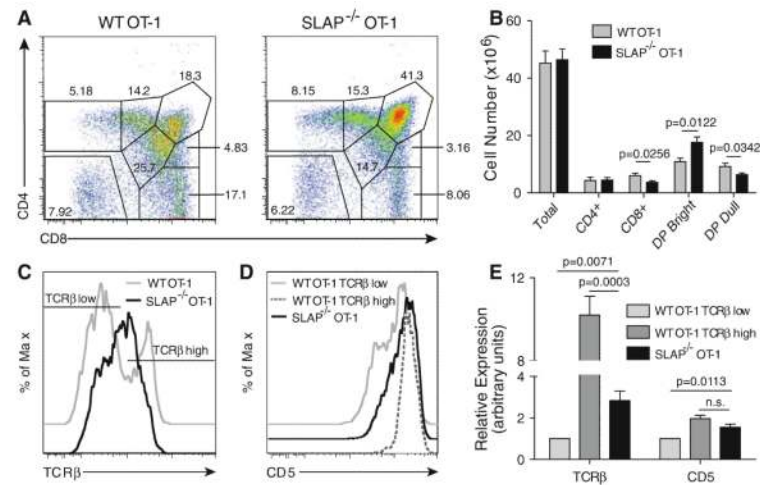 A
WT OT-1
SLAP-/- OT-1
5.18
14.2
18.3
4.83
25.7
17.1
7.92
8.15
15.3
41.3
3.16
14.7
8.06
6.22
CD4
CD8
B
WT OT-1
SLAP-/- OT-1
Cell Number (x10⁶)
60
40
20
0
p=0.0256
p=0.0122
p=0.0342
Total
CD4+
CD8+
DP Bright
DP Dull
C
WT OT-1
SLAP-/- OT-1
TCRβ low
TCRβ high
% of Max
TCRβ
D
WT OT-1 TCRβ low
WT OT-1 TCRβ high
SLAP-/- OT-1
% of Max
CD5
E
p=0.0071
p=0.0003
WT OT-1 TCRβ low
WT OT-1 TCRβ high
SLAP-/- OT-1
p=0.0113
n.s.
Relative Expression
(arbitrary units)
12
8
4
2
0
TCRβ
CD5